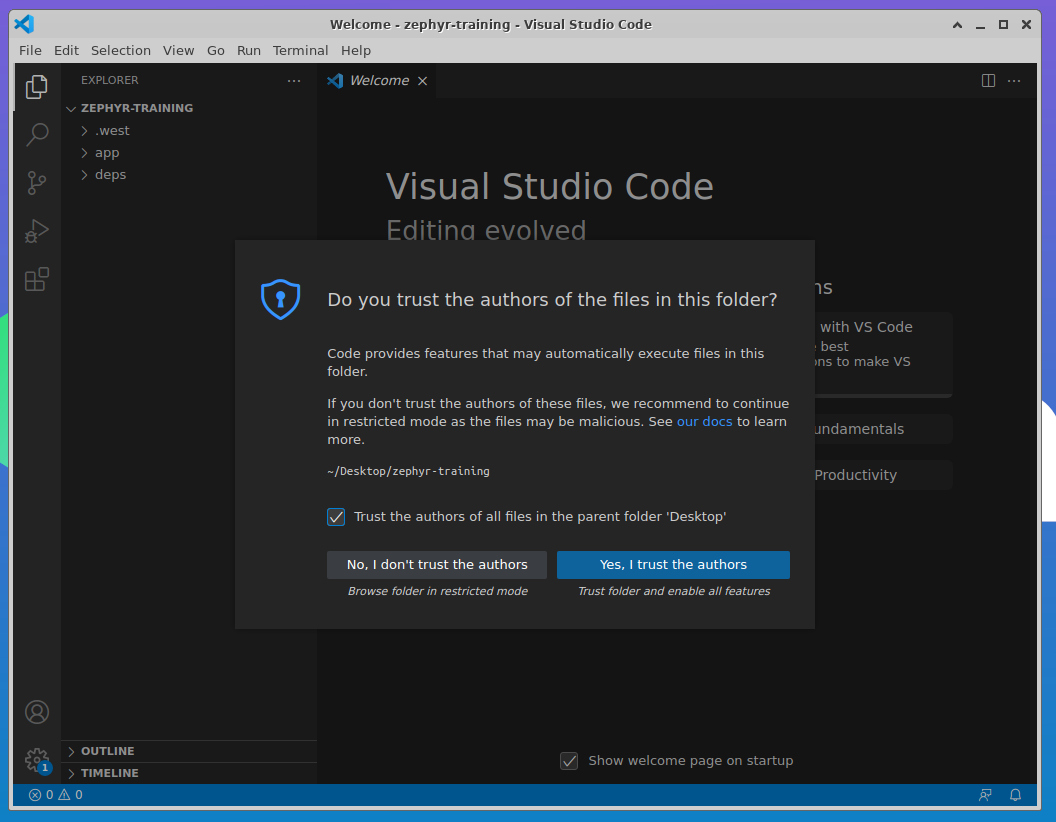 Welcome - zephyr-training - Visual Studio Code
File Edit Selection View Go Run Terminal Help
EXPLORER
Welcome
ZEPHYR-TRAINING
.west
app
deps
Visual Studio Code
Editing evolved
ns
with VS Code
best
ons to make VS
undamentals
Productivity
Do you trust the authors of the files in this folder?
Code provides features that may automatically execute files in this
folder.
If you don't trust the authors of these files, we recommend to continue
in restricted mode as the files may be malicious. See our docs to learn
more.
~/Desktop/zephyr-training
Trust the authors of all files in the parent folder 'Desktop'
No, I don't trust the authors
Yes, I trust the authors
Browse folder in restricted mode
Trust folder and enable all features
OUTLINE
TIMELINE
Show welcome page on startup
1
0 0